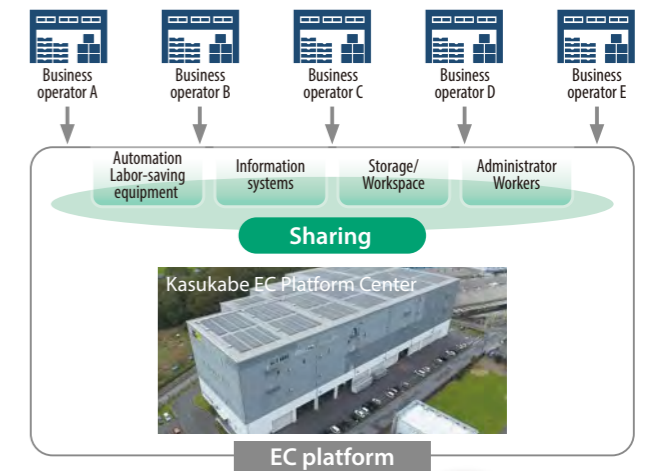 Business
operator A
Business
operator B
Business
operator C
Business
operator D
Business
operator E
Automation
Labor-saving
equipment
Information
systems
Storage/
Workspace
Administrator
Workers
Sharing
Kasukabe EC Platform Center
EC platform